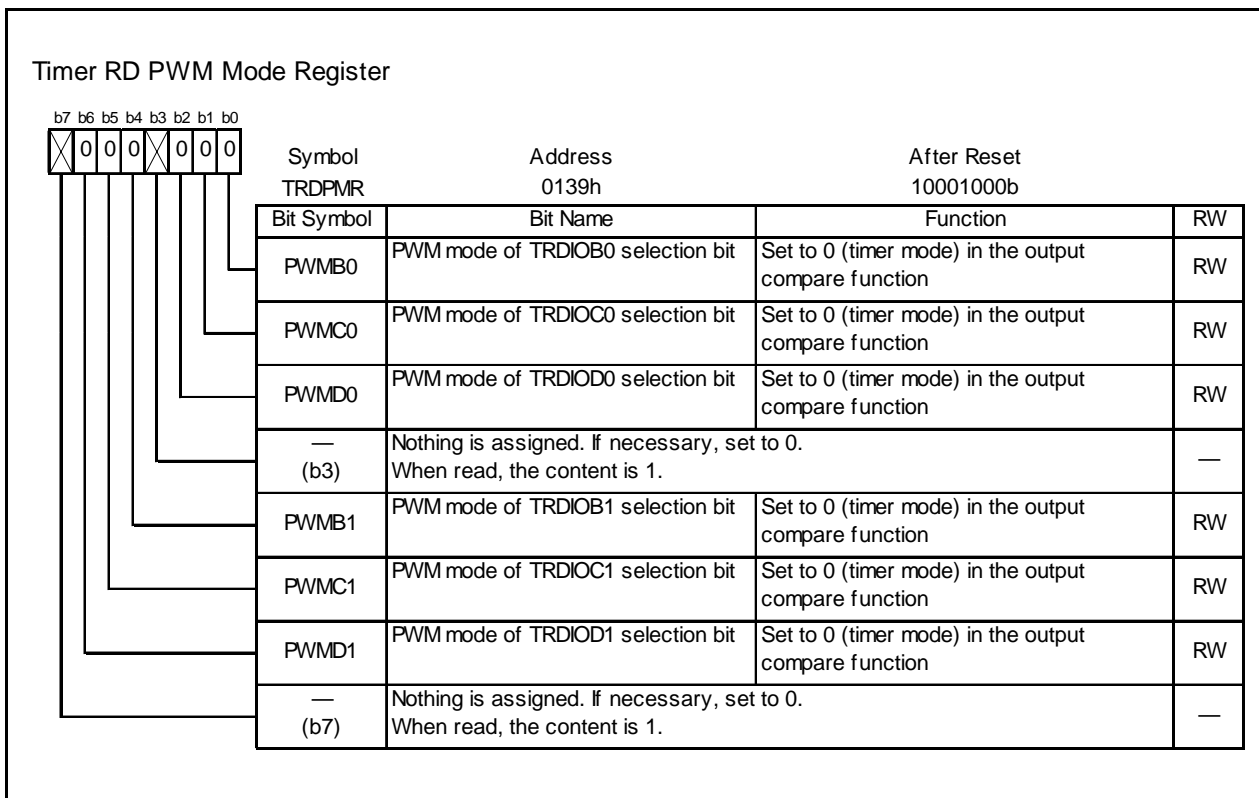 Timer RD PWM Mode Register
b7 b6 b5 b4 b3 b2 b1 b0
0 0 0 0 0 0
Symbol Address After Reset
TRDPMR 0139h 10001000b
Bit Symbol Bit Name Function RW
PWMB0 PWM mode of TRDIOB0 selection bit Set to 0 (timer mode) in the output
compare function RW
PWMC0 PWM mode of TRDIOC0 selection bit Set to 0 (timer mode) in the output
compare function RW
PWMD0 PWM mode of TRDIOD0 selection bit Set to 0 (timer mode) in the output
compare function RW
— Nothing is assigned. If necessary, set to 0.
(b3) When read, the content is 1. —
PWMB1 PWM mode of TRDIOB1 selection bit Set to 0 (timer mode) in the output
compare function RW
PWMC1 PWM mode of TRDIOC1 selection bit Set to 0 (timer mode) in the output
compare function RW
PWMD1 PWM mode of TRDIOD1 selection bit Set to 0 (timer mode) in the output
compare function RW
— Nothing is assigned. If necessary, set to 0.
(b7) When read, the content is 1. —